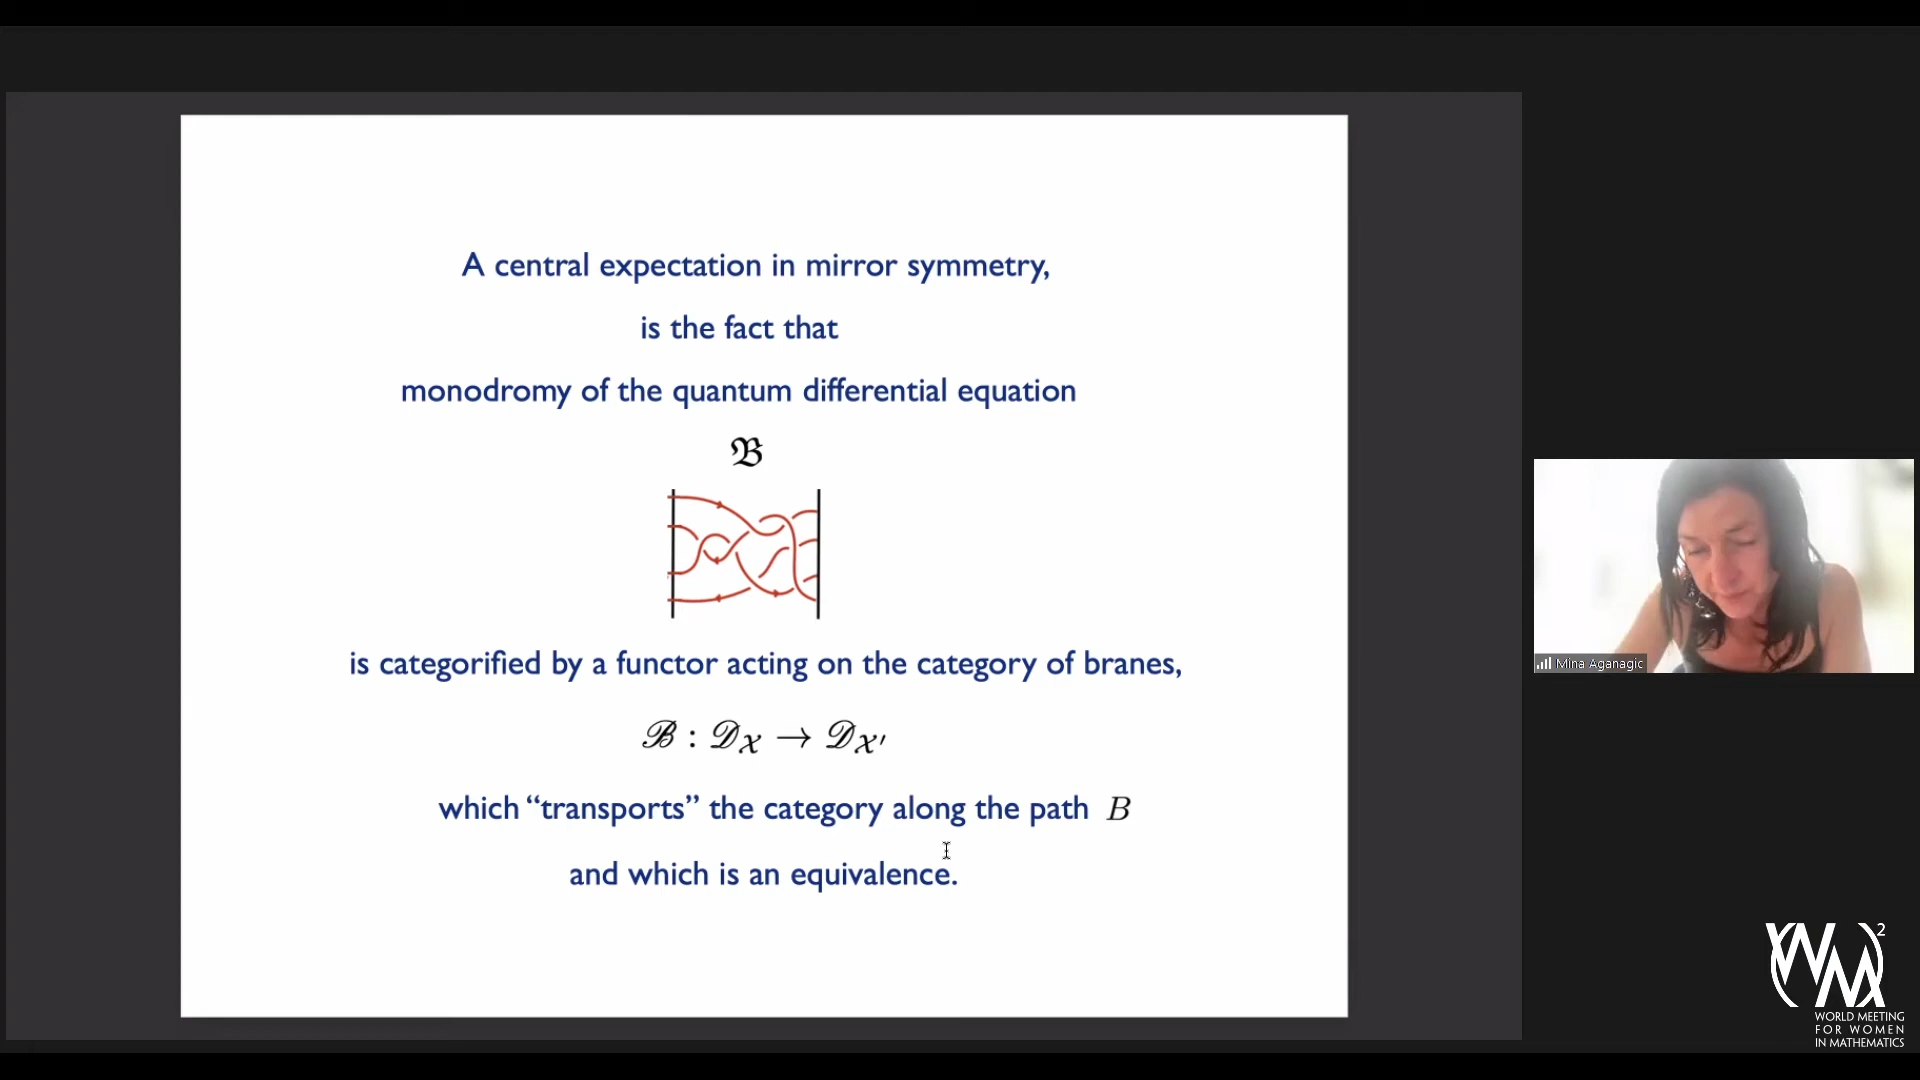 A central expectation in mirror symmetry,
is the fact that
monodromy of the quantum differential equation
𝔅
is categorified by a functor acting on the category of branes,
ℬ : 𝒟_𝒳 → 𝒟_𝒳′
which “transports” the category along the path B
and which is an equivalence.
Mina Aganagic
(WM)²
WORLD MEETING
FOR WOMEN
IN MATHEMATICS